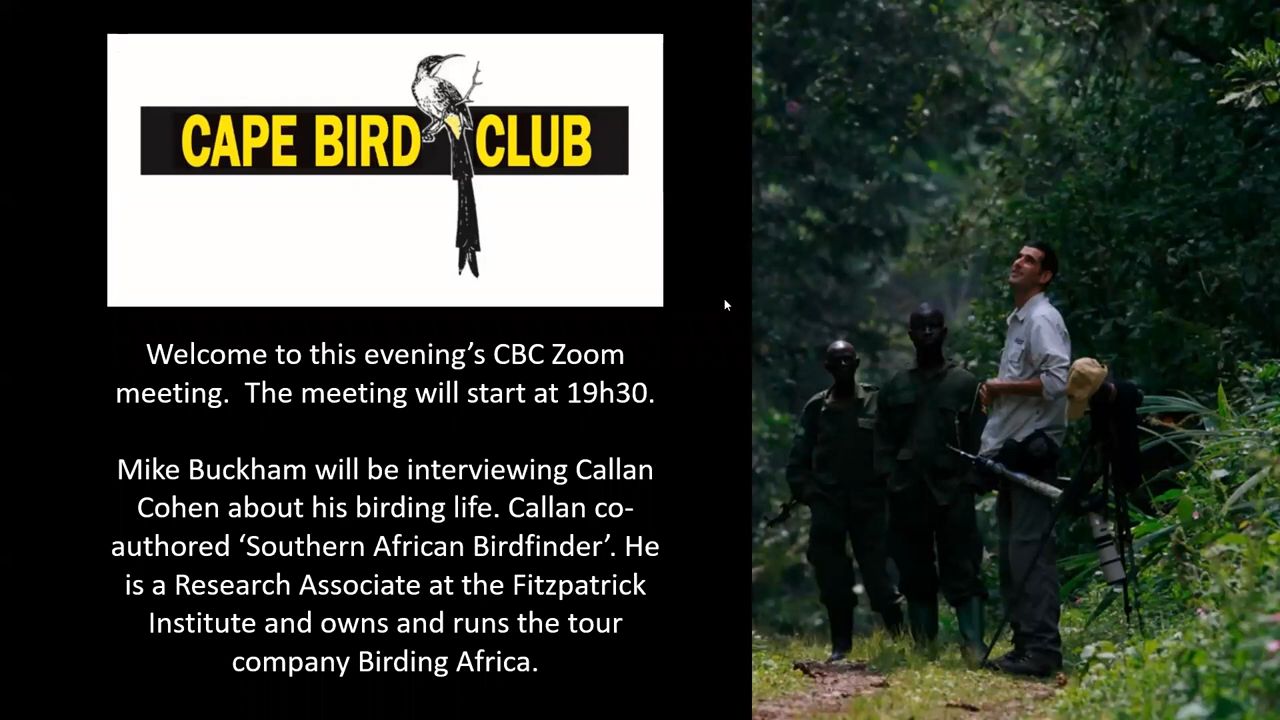 CAPE BIRD CLUB
Welcome to this evening’s CBC Zoom
meeting.  The meeting will start at 19h30.
Mike Buckham will be interviewing Callan
Cohen about his birding life. Callan co-
authored ‘Southern African Birdfinder’. He
is a Research Associate at the Fitzpatrick
Institute and owns and runs the tour
company Birding Africa.